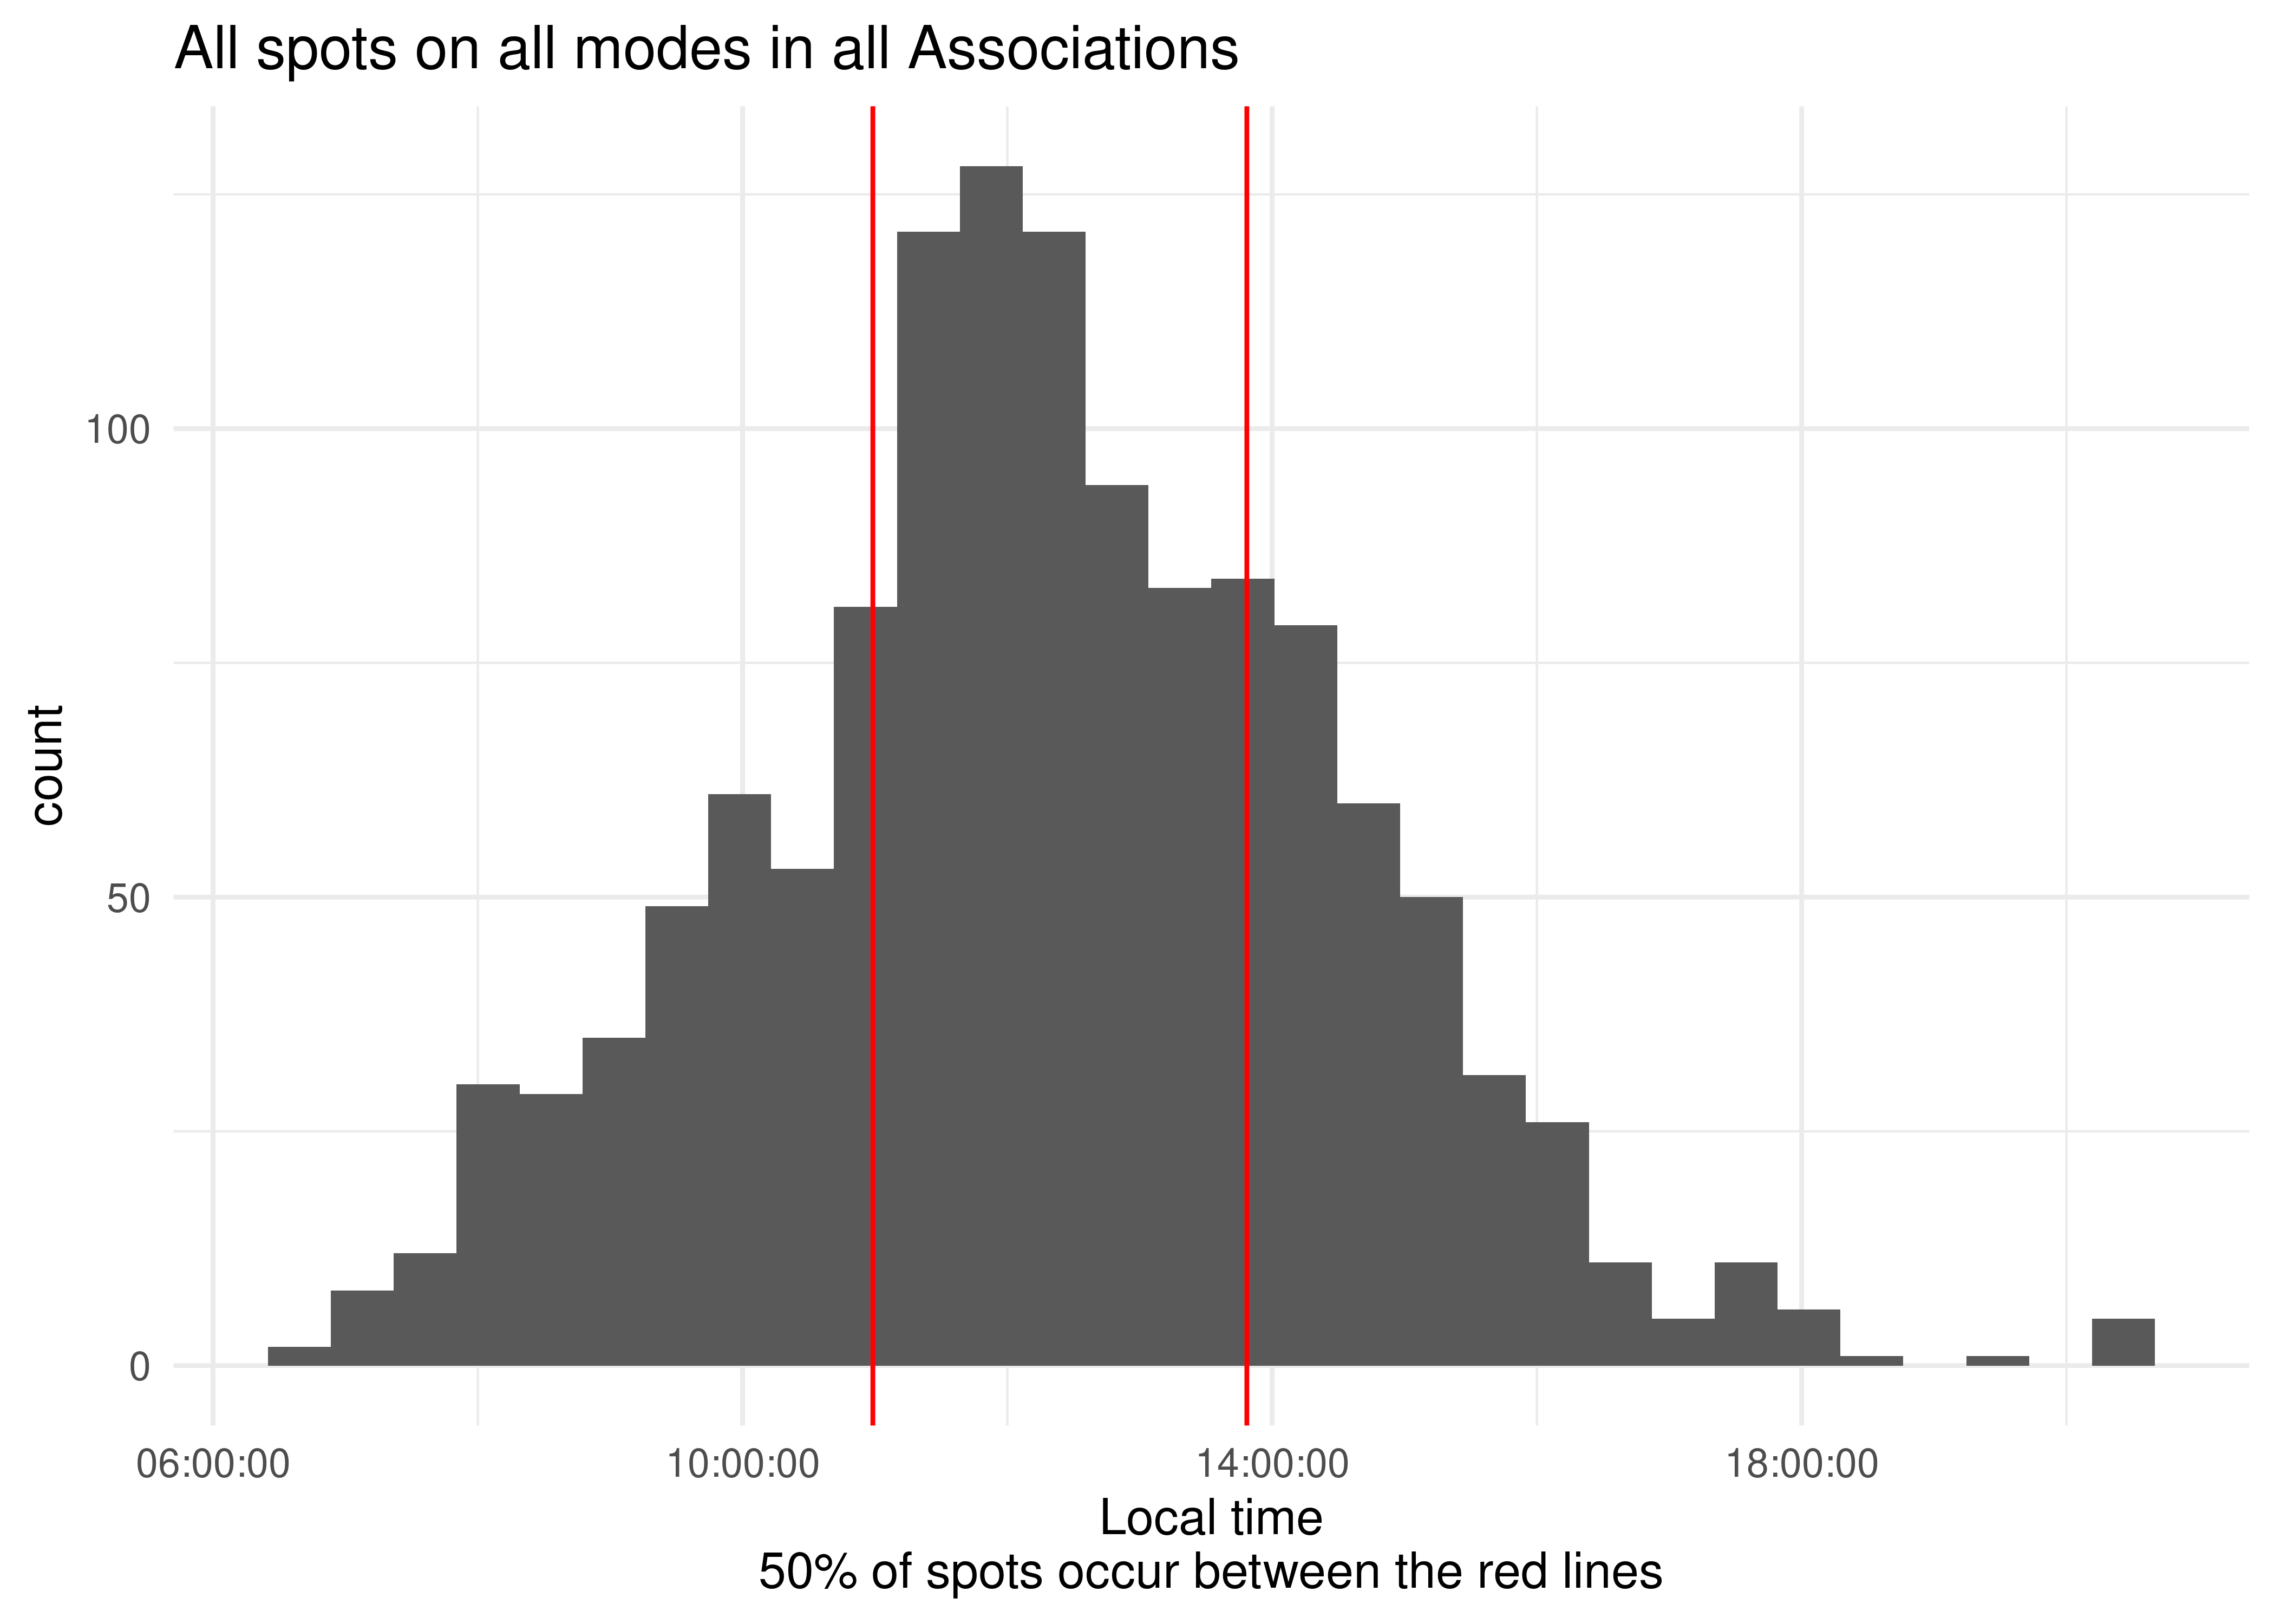 All spots on all modes in all Associations
count
100
50
0
06:00:00 10:00:00 14:00:00 18:00:00
Local time
50% of spots occur between the red lines